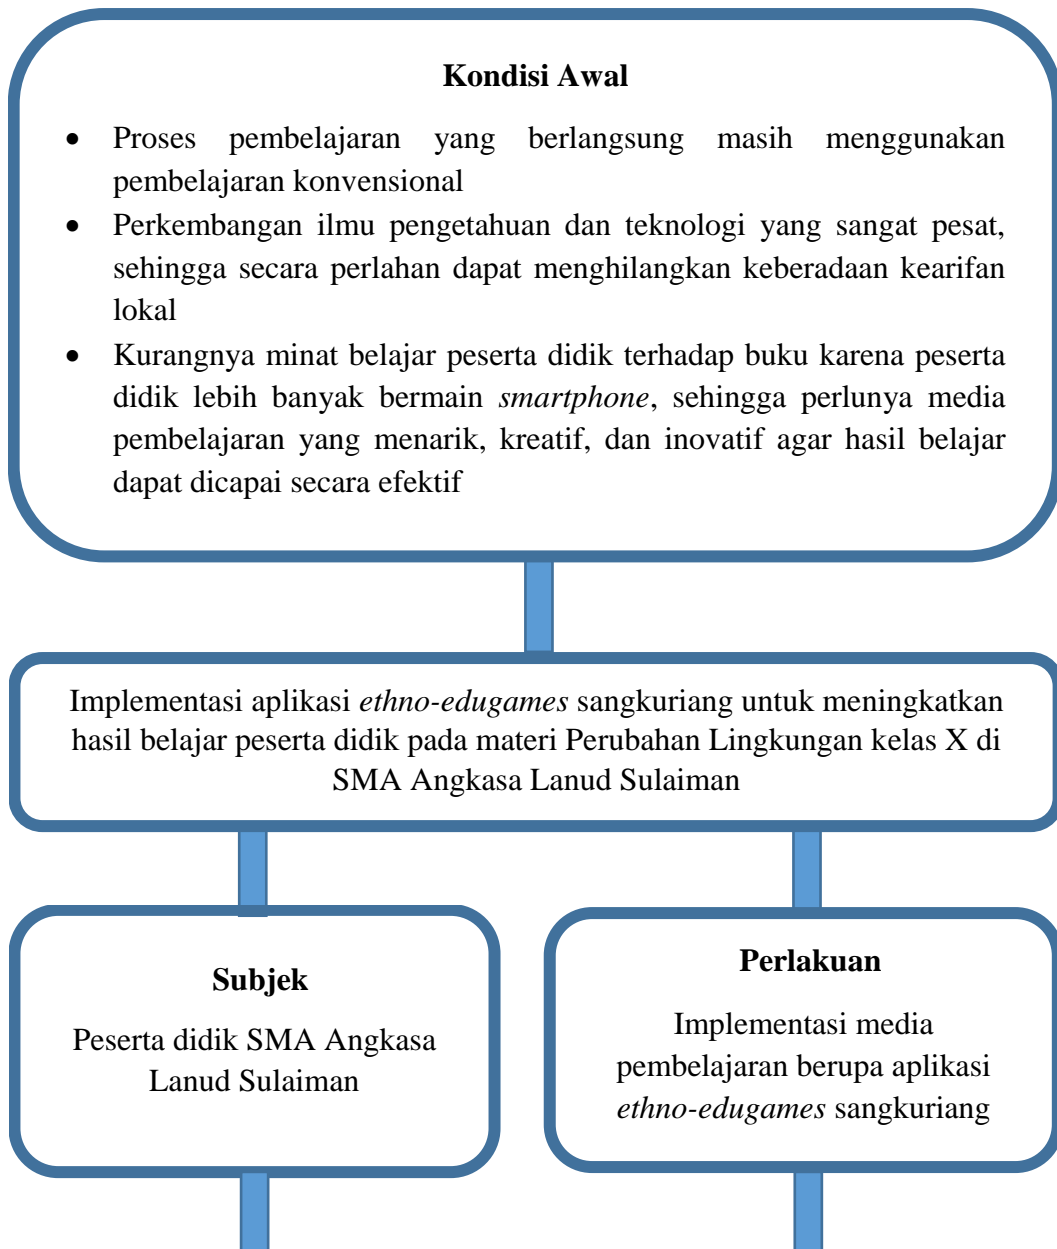 Kondisi Awal
• Proses pembelajaran yang berlangsung masih menggunakan
pembelajaran konvensional
• Perkembangan ilmu pengetahuan dan teknologi yang sangat pesat,
sehingga secara perlahan dapat menghilangkan keberadaan kearifan
lokal
• Kurangnya minat belajar peserta didik terhadap buku karena peserta
didik lebih banyak bermain smartphone, sehingga perlunya media
pembelajaran yang menarik, kreatif, dan inovatif agar hasil belajar
dapat dicapai secara efektif
Implementasi aplikasi ethno-edugames sangkuriang untuk meningkatkan
hasil belajar peserta didik pada materi Perubahan Lingkungan kelas X di
SMA Angkasa Lanud Sulaiman
Subjek
Peserta didik SMA Angkasa
Lanud Sulaiman
Perlakuan
Implementasi media
pembelajaran berupa aplikasi
ethno-edugames sangkuriang